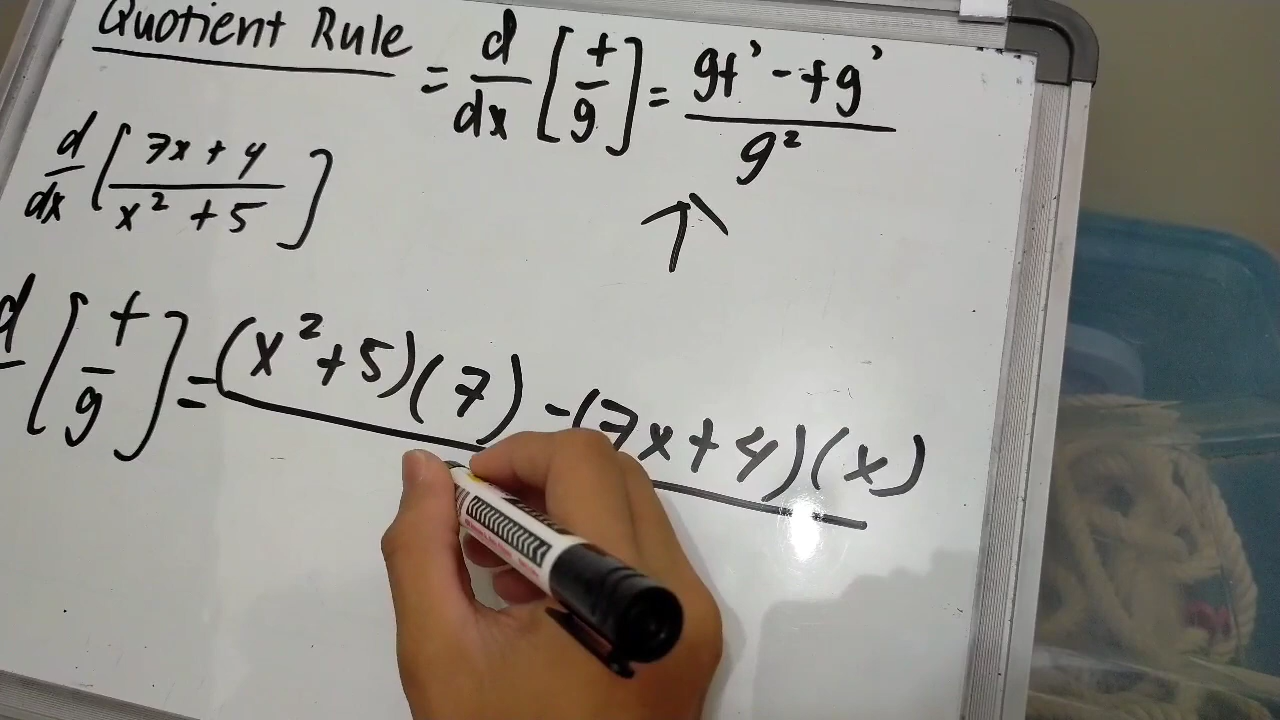 Quotient Rule = d/dx [f/g] = gf' - fg' / g²
d/dx [7x + 4 / x² + 5]
d [f/g] = (x² + 5)(7) - (7x + 4)(x)